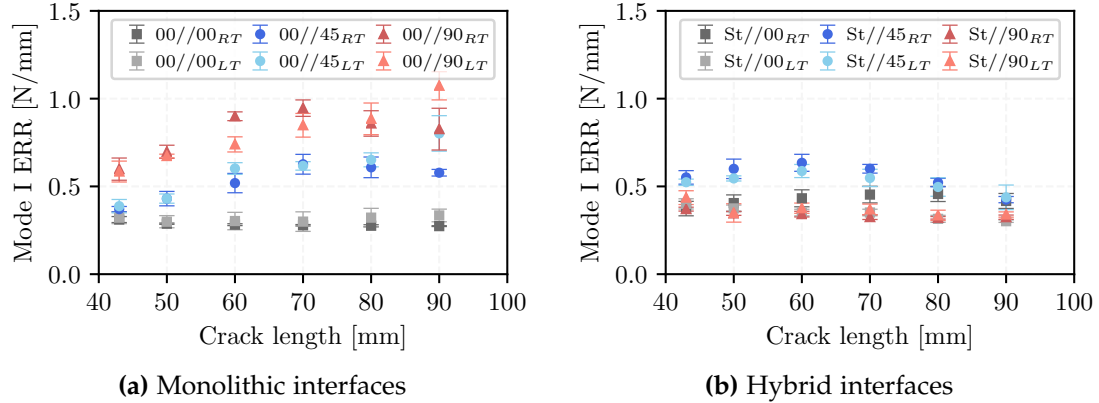 Mode I ERR [N/mm]
1.5
1.0
0.5
0.0
00//00RT 00//45RT 00//90RT
00//00LT 00//45LT 00//90LT
40 50 60 70 80 90 100
Crack length [mm]
(a) Monolithic interfaces
Mode I ERR [N/mm]
1.5
1.0
0.5
0.0
St//00RT St//45RT St//90RT
St//00LT St//45LT St//90LT
40 50 60 70 80 90 100
Crack length [mm]
(b) Hybrid interfaces